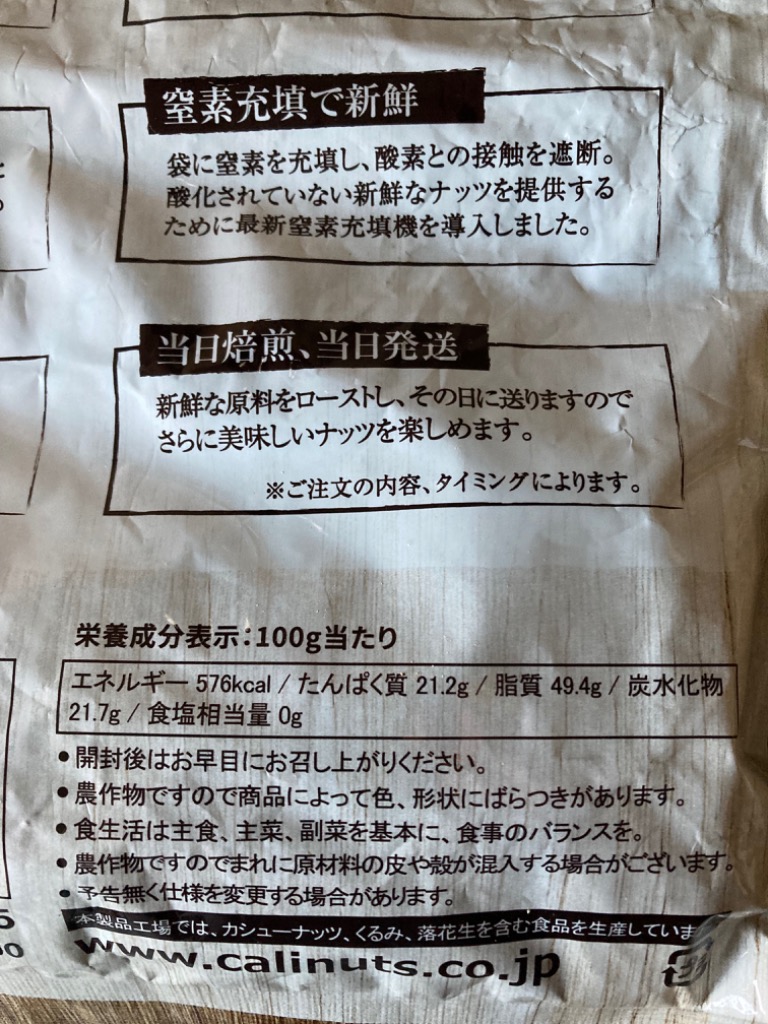 窒素充填で新鮮
袋に窒素を充填し、酸素との接触を遮断。
酸化されていない新鮮なナッツを提供する
ために最新窒素充填機を導入しました。
当日焙煎、当日発送
新鮮な原料をローストし、その日に送りますので
さらに美味しいナッツを楽しめます。
※ご注文の内容、タイミングによります。
栄養成分表示:100g当たり
エネルギー 576kcal / たんぱく質 21.2g / 脂質 49.4g / 炭水化物
21.7g / 食塩相当量 0g
●開封後はお早目にお召し上がりください。
●農作物ですので商品によって色、形状にばらつきがあります。
●食生活は主食、主菜、副菜を基本に、食事のバランスを。
●農作物ですのでまれに原材料の皮や殻が混入する場合がございます。
●予告無く仕様を変更する場合があります。
本製品工場では、カシューナッツ、くるみ、落花生を含む食品を生産していま
www.calinuts.co.jp